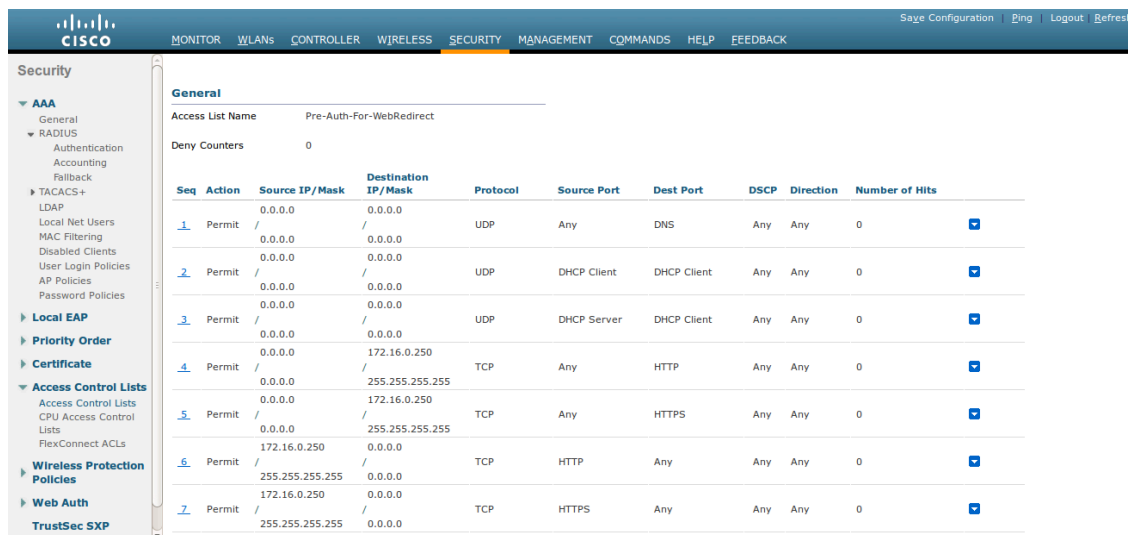 Save Configuration | Ping | Logout | Refresh
CISCO
MONITOR WLANs CONTROLLER WIRELESS SECURITY MANAGEMENT COMMANDS HELP FEEDBACK
Security
AAA
General
RADIUS
Authentication
Accounting
Fallback
TACACS+
LDAP
Local Net Users
MAC Filtering
Disabled Clients
User Login Policies
AP Policies
Password Policies
Local EAP
Priority Order
Certificate
Access Control Lists
Access Control Lists
CPU Access Control
Lists
FlexConnect ACLs
Wireless Protection
Policies
Web Auth
TrustSec SXP
General
Access List Name Pre-Auth-For-WebRedirect
Deny Counters 0
Destination
Seq Action Source IP/Mask IP/Mask Protocol Source Port Dest Port DSCP Direction Number of Hits
0.0.0.0 0.0.0.0
1 Permit / / UDP Any DNS Any Any 0
0.0.0.0 0.0.0.0
0.0.0.0 0.0.0.0
2 Permit / / UDP DHCP Client DHCP Client Any Any 0
0.0.0.0 0.0.0.0
0.0.0.0 0.0.0.0
3 Permit / / UDP DHCP Server DHCP Client Any Any 0
0.0.0.0 0.0.0.0
0.0.0.0 172.16.0.250
4 Permit / / TCP Any HTTP Any Any 0
0.0.0.0 255.255.255.255
0.0.0.0 172.16.0.250
5 Permit / / TCP Any HTTPS Any Any 0
0.0.0.0 255.255.255.255
172.16.0.250 0.0.0.0
6 Permit / / TCP HTTP Any Any Any 0
255.255.255.255 0.0.0.0
172.16.0.250 0.0.0.0
7 Permit / / TCP HTTPS Any Any Any 0
255.255.255.255 0.0.0.0